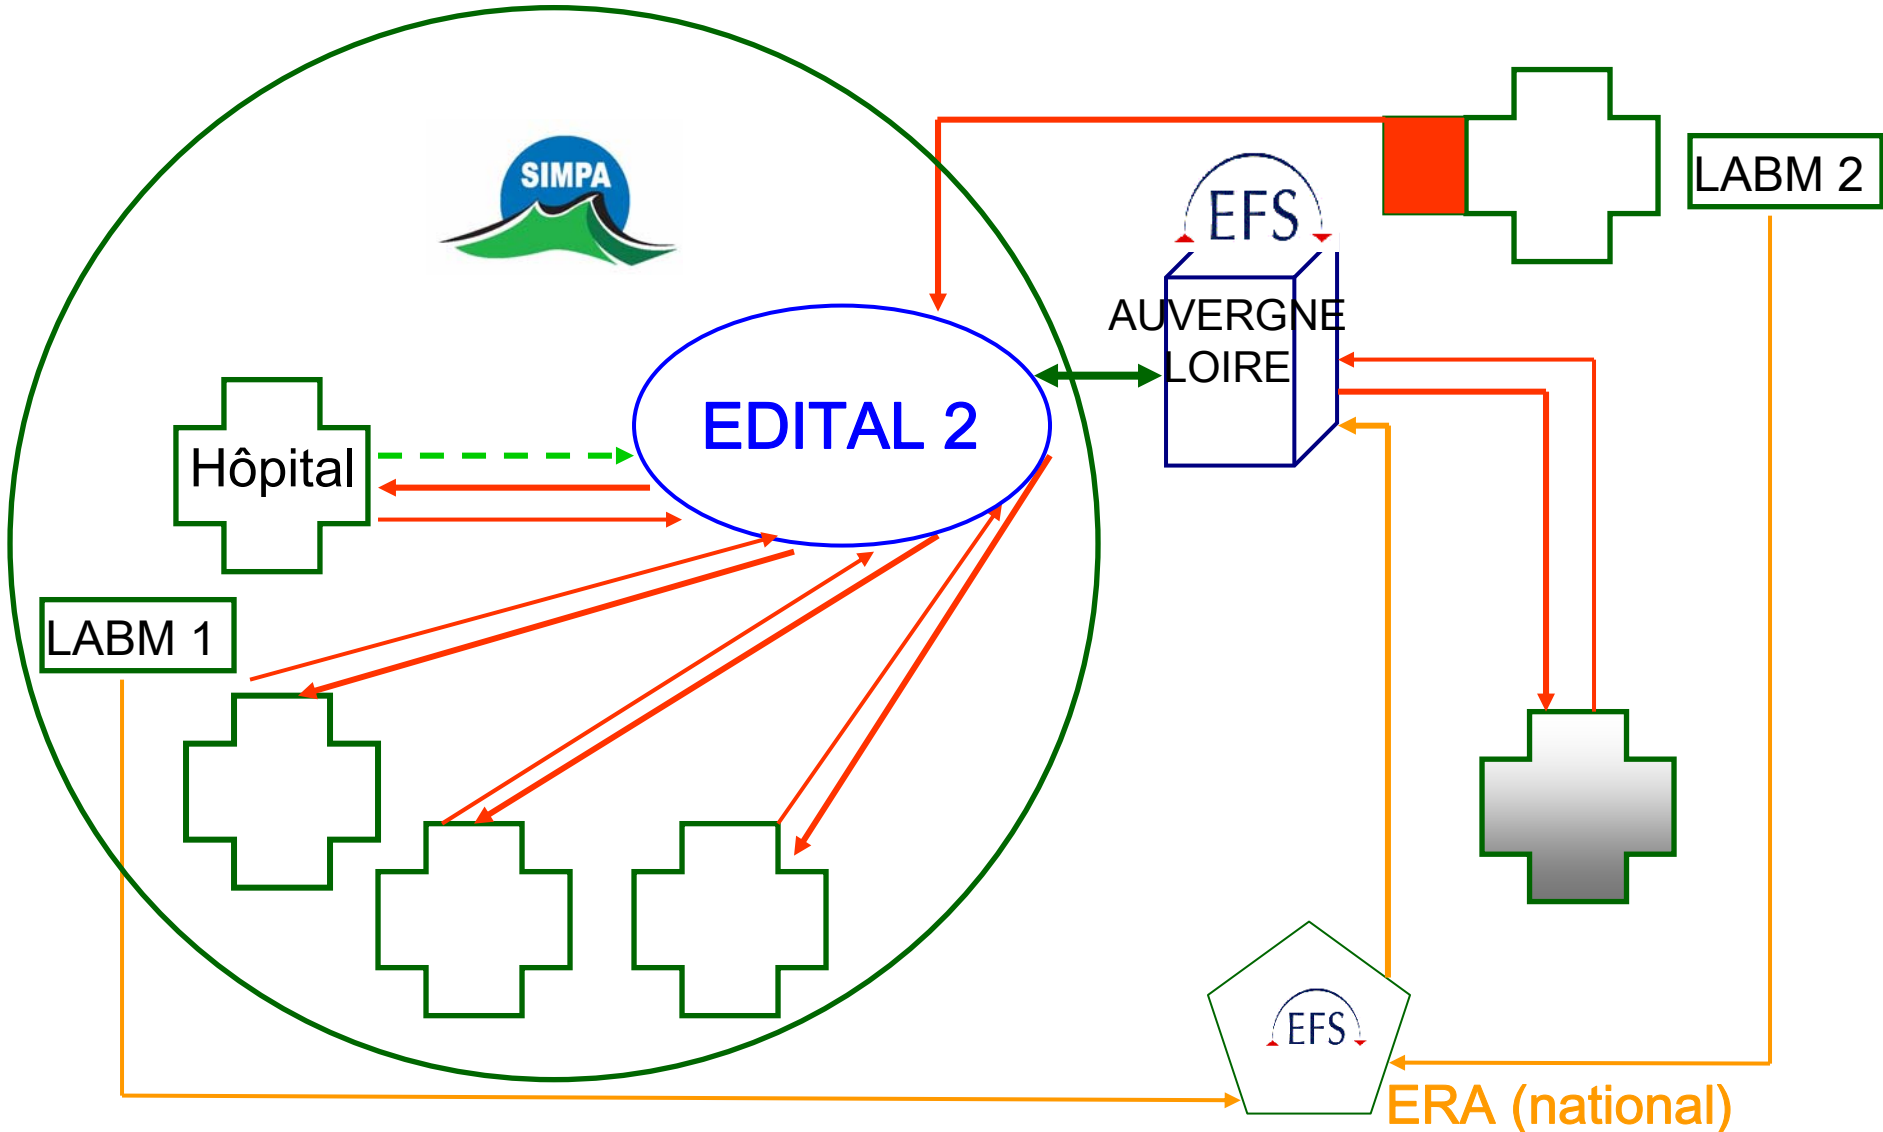 SIMPA
EFS
LABM 2
AUVERGNE
LOIRE
EDITAL 2
Hôpital
LABM 1
EFS
ERA (national)